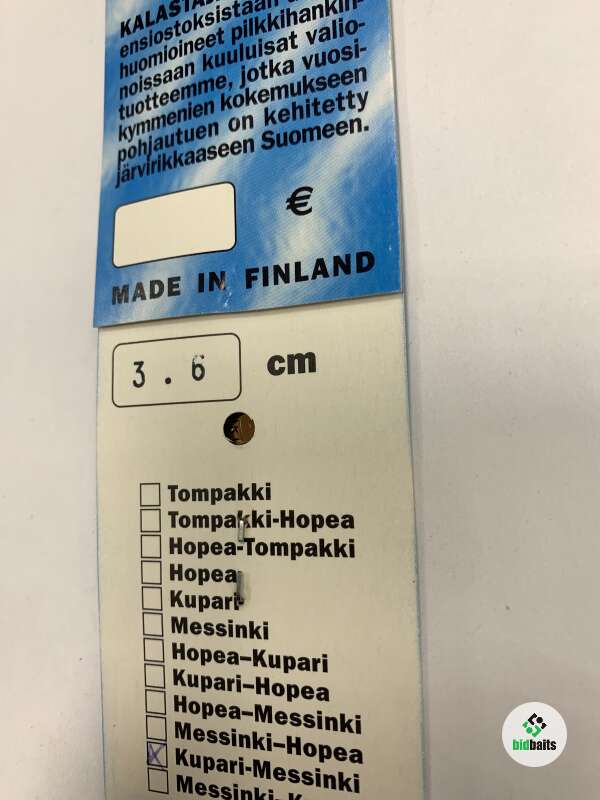 ensiostoksistaan
huomioineet pilkkihankin-
noissaan kuuluisat valio-
tuotteemme, jotka vuosi-
kymmenien kokemukseen
pohjautuen on kehitetty
järvirikkaaseen Suomeen.
€
MADE IN FINLAND
3.6 cm
Tompakki
Tompakki-Hopea
Hopea-Tompakki
Hopea
Kupari
Messinki
Hopea–Kupari
Kupari–Hopea
Hopea–Messinki
Messinki–Hopea
Kupari-Messinki
bidbaits